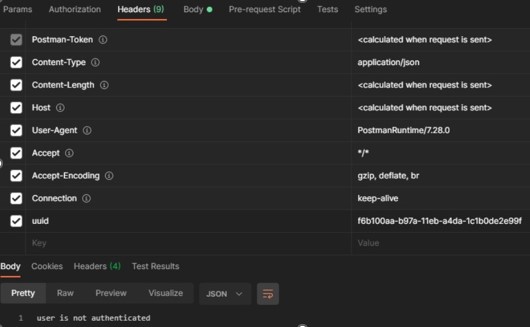 Params Authorization Headers (9) Body Pre-request Script Tests Settings
Postman-Token <calculated when request is sent>
Content-Type application/json
Content-Length <calculated when request is sent>
Host <calculated when request is sent>
User-Agent PostmanRuntime/7.28.0
Accept */*
Accept-Encoding gzip, deflate, br
Connection keep-alive
uuid f6b100aa-b97a-11eb-a4da-1c1b0de2e99f
Key Value
Body Cookies Headers (4) Test Results
Pretty Raw Preview Visualize JSON
1 user is not authenticated